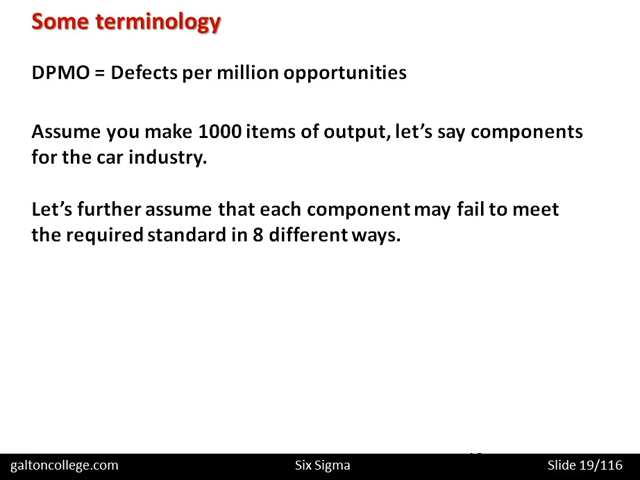 Some terminology
DPMO = Defects per million opportunities
Assume you make 1000 items of output, let's say components
for the car industry.
Let's further assume that each component may fail to meet
the required standard in 8 different ways.
galtoncollege.com
Six Sigma
Slide 19/116